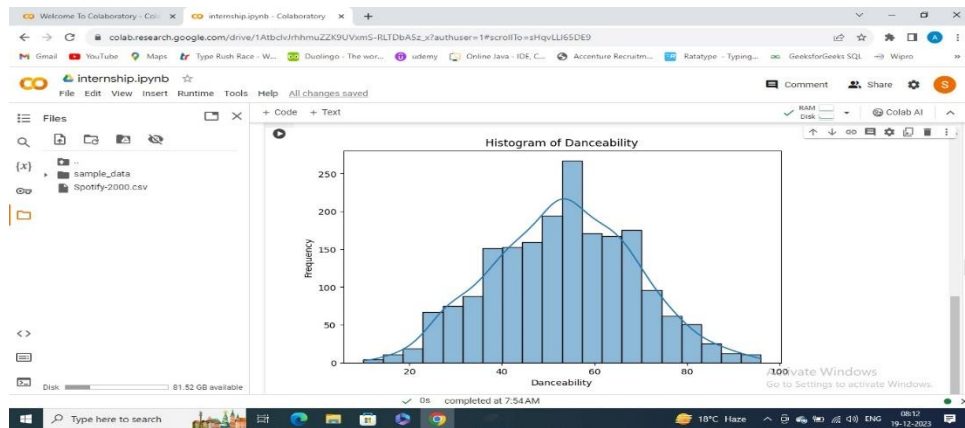 Welcome To Colaboratory - Col
internship.ipynb - Colaboratory
colab.research.google.com/drive/1AtbclvJrhhmuZZK9UVxmS-RLTDbASz_x?authuser=1#scrollTo=sHqvLLI6SDE9
Gmail YouTube Maps Type Rush Race - W... Duolingo - The wor... udemy Online Java - IDE, C... Accenture Recruitm... Ratatype - Typing... GeeksforGeeks SQL Wipro
internship.ipynb
Comment Share S
File Edit View Insert Runtime Tools Help All changes saved
Files
+ Code + Text
RAM
Disk
Colab AI
..
sample_data
Spotify-2000.csv
{x}
Histogram of Danceability
Frequency
250
200
150
100
50
0
20 40 60 80 100
Danceability
Activate Windows
Go to Settings to activate Windows.
Disk 81.52 GB available
0s completed at 7:54 AM
Type here to search
18°C Haze
ENG
08:12
19-12-2023